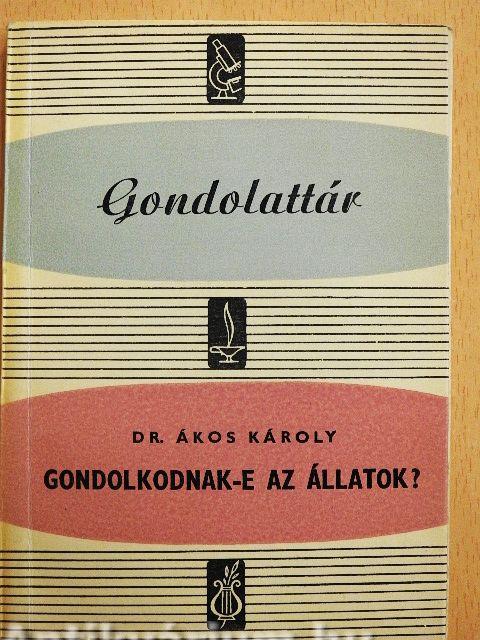 Gondolattár
DR. ÁKOS KÁROLY
GONDOLKODNAK-E AZ ÁLLATOK?